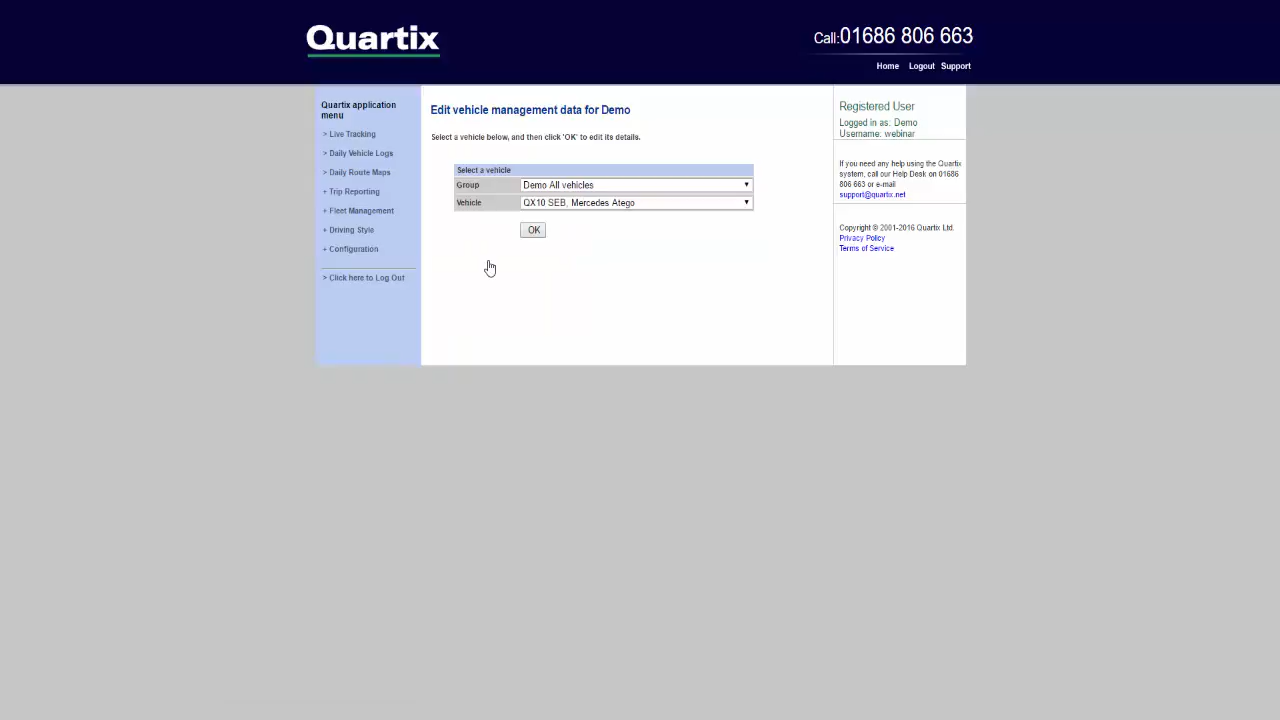 Quartix
Call:01686 806 663
Home Logout Support
Quartix application
menu
> Live Tracking
> Daily Vehicle Logs
> Daily Route Maps
+ Trip Reporting
+ Fleet Management
+ Driving Style
+ Configuration
> Click here to Log Out
Edit vehicle management data for Demo
Select a vehicle below, and then click 'OK' to edit its details.
Select a vehicle
Group Demo All vehicles
Vehicle QX10 SEB, Mercedes Atego
OK
Registered User
Logged in as: Demo
Username: webinar
If you need any help using the Quartix
system, call our Help Desk on 01686
806 663 or e-mail
support@quartix.net
Copyright © 2001-2016 Quartix Ltd.
Privacy Policy
Terms of Service